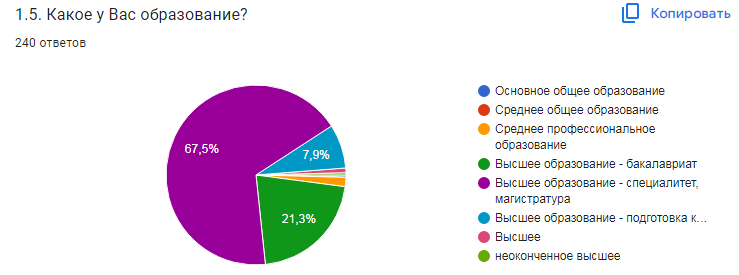 1.5. Какое у Вас образование?
Копировать
240 ответов
67,5%
7,9%
21,3%
Основное общее образование
Среднее общее образование
Среднее профессиональное
образование
Высшее образование - бакалавриат
Высшее образование - специалитет,
магистратура
Высшее образование - подготовка к…
Высшее
неоконченное высшее